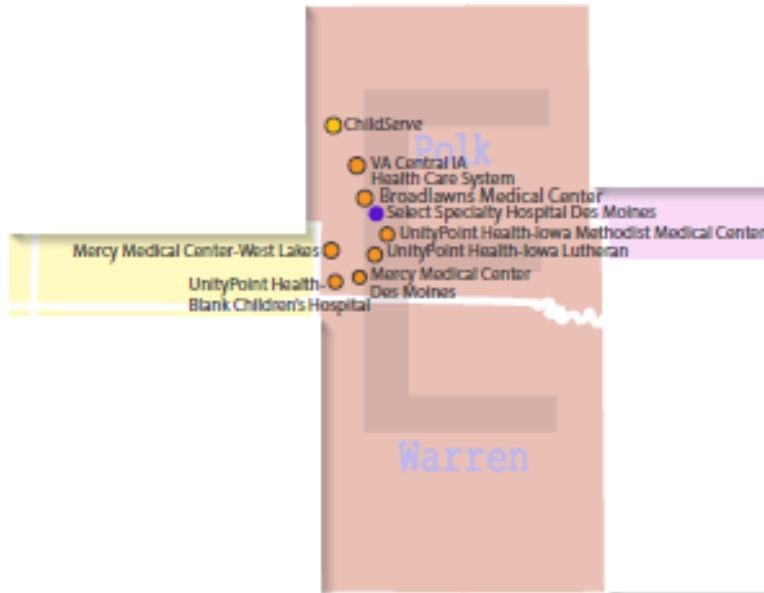 ChildServe
Polk
VA Central IA
Health Care System
Broadlawns Medical Center
Select Specialty Hospital Des Moines
UnityPoint Health-Iowa Methodist Medical Center
Mercy Medical Center-West Lakes
UnityPoint Health-Iowa Lutheran
UnityPoint Health-
Blank Children's Hospital
Mercy Medical Center
Des Moines
E
Warren